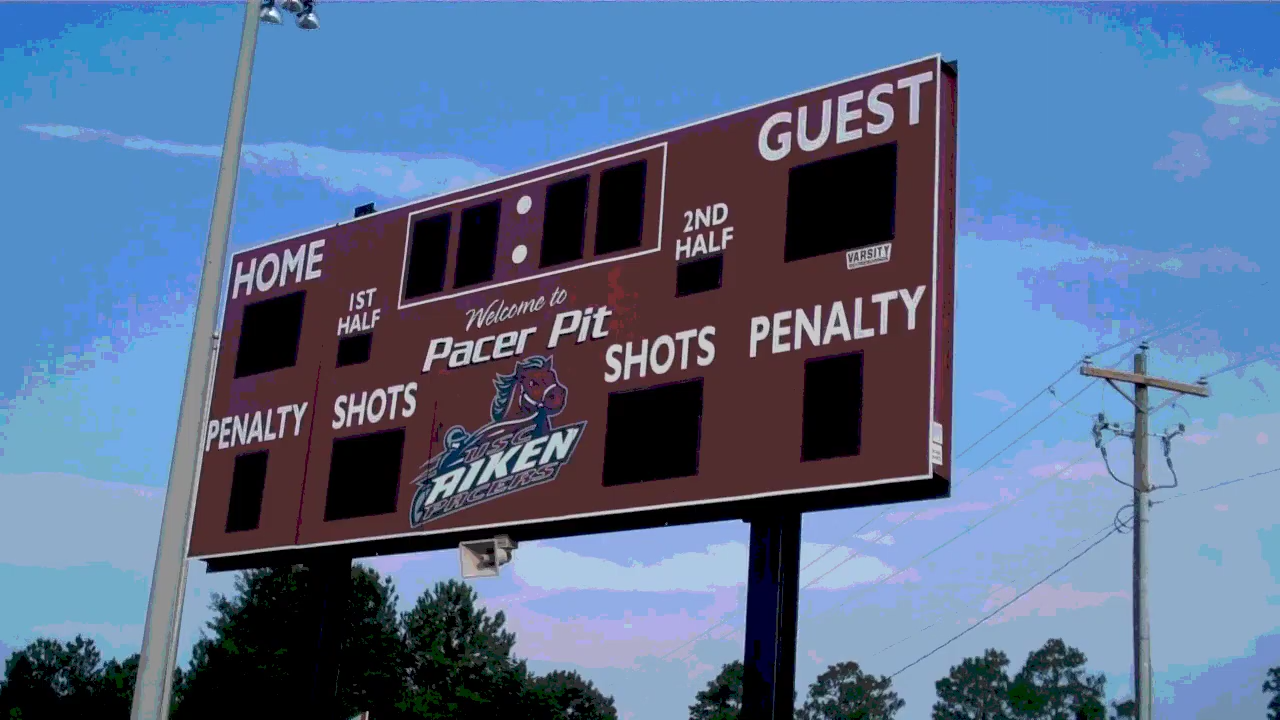 GUEST
HOME
1ST
HALF
2ND
HALF
VARSITY
Welcome to
Pacer Pit
PENALTY
SHOTS
SHOTS
PENALTY
USC
AIKEN
PACERS